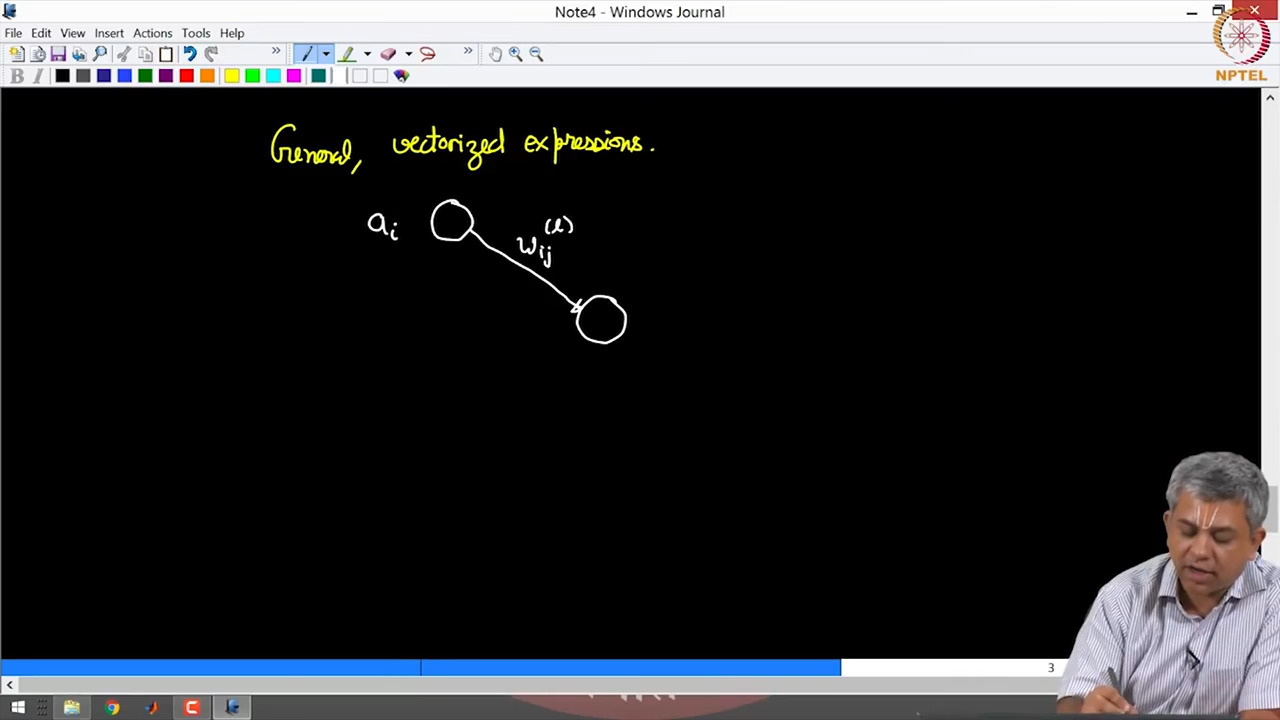 Note4 - Windows Journal
File Edit View Insert Actions Tools Help
B I
NPTEL
General, vectorized expressions.
a_i
w_ij^(l)
3